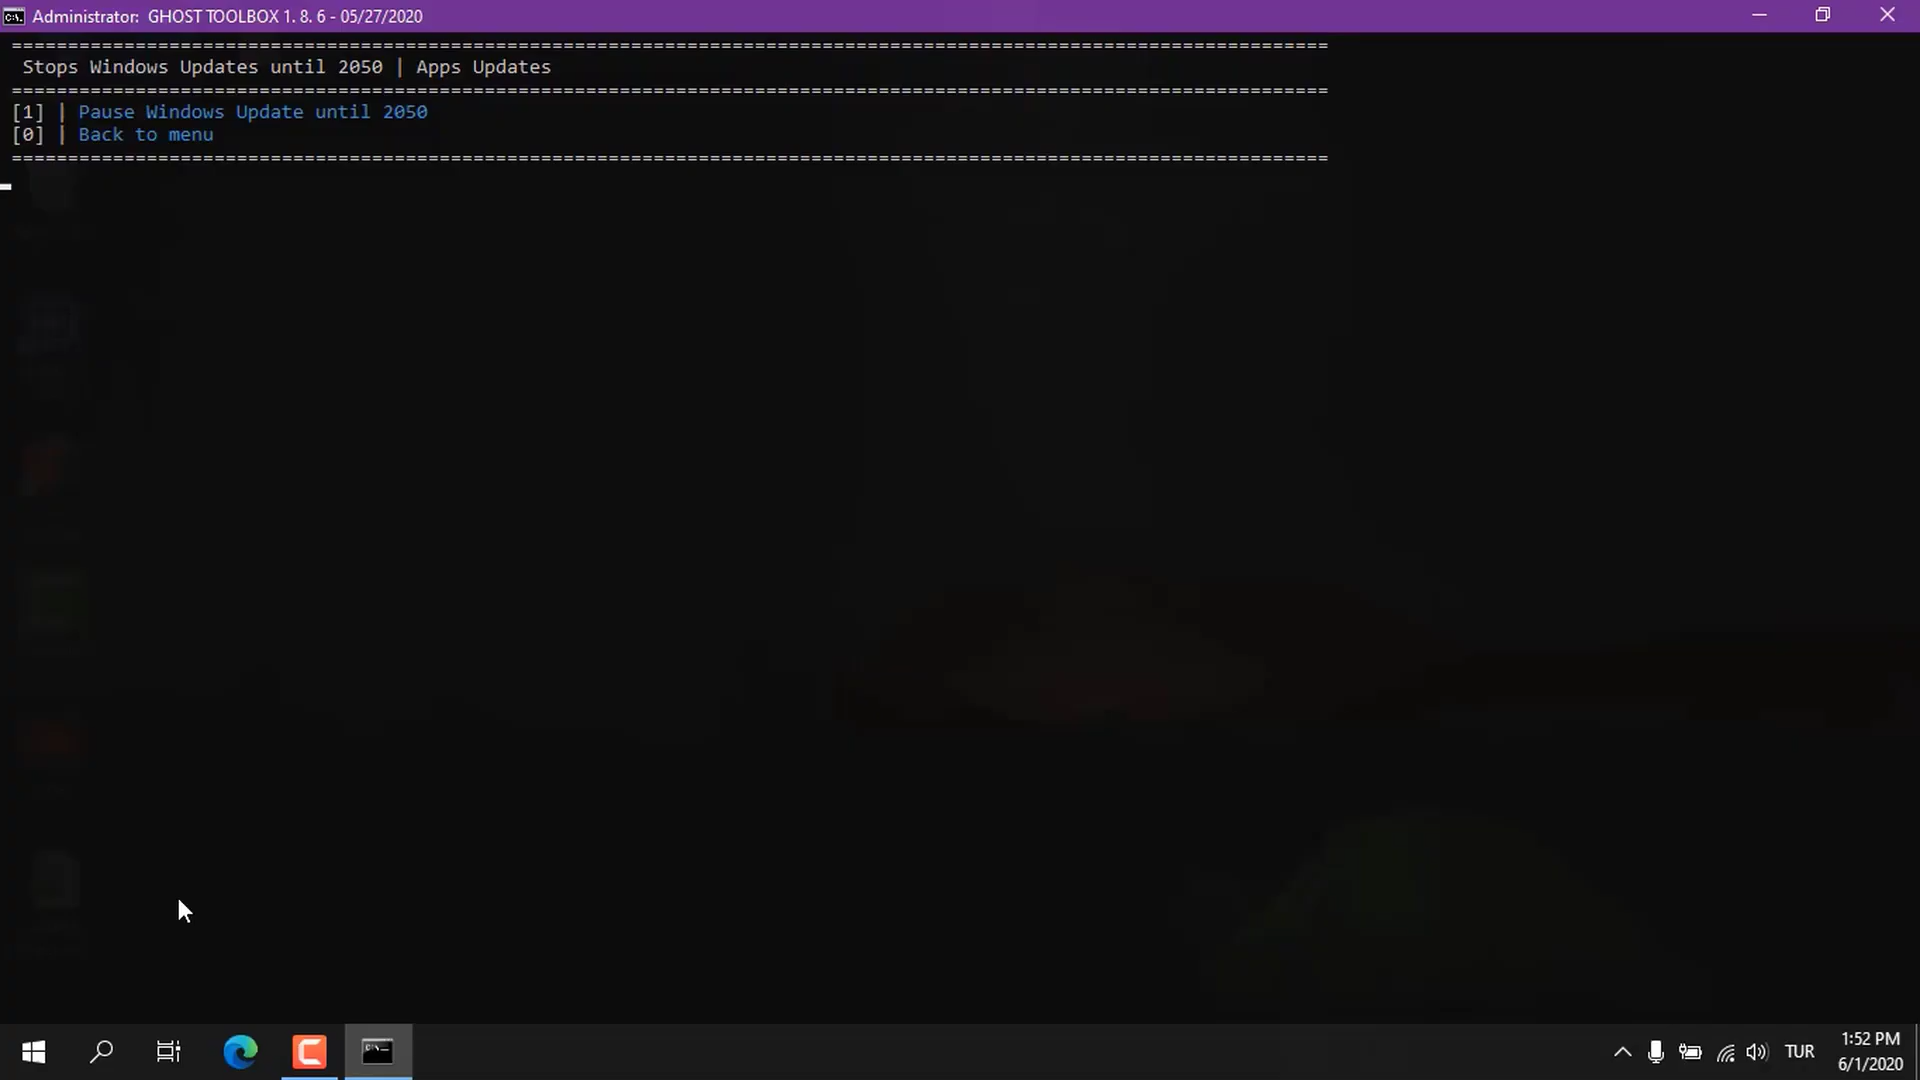 Administrator: GHOST TOOLBOX 1. 8. 6 - 05/27/2020
====================================================================================================================
Stops Windows Updates until 2050 | Apps Updates
====================================================================================================================
[1] | Pause Windows Update until 2050
[0] | Back to menu
====================================================================================================================
TUR
1:52 PM
6/1/2020